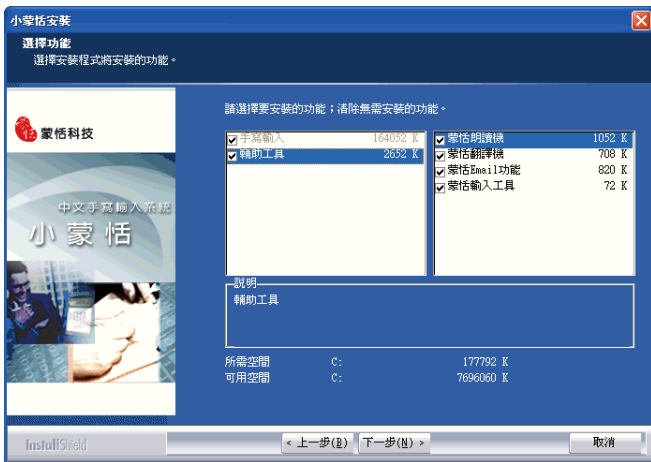 小蒙恬安裝
選擇功能
選擇安裝程式將安裝的功能。
蒙恬科技
中文手寫輸入系統
小蒙恬
請選擇要安裝的功能；清除無需安裝的功能。
手寫輸入 164052 K
輔助工具 2652 K
蒙恬朗讀機 1052 K
蒙恬翻譯機 708 K
蒙恬Email功能 820 K
蒙恬輸入工具 72 K
說明
輔助工具
所需空間 C: 177792 K
可用空間 C: 7696060 K
InstallShield
< 上一步(B)
下一步(N) >
取消